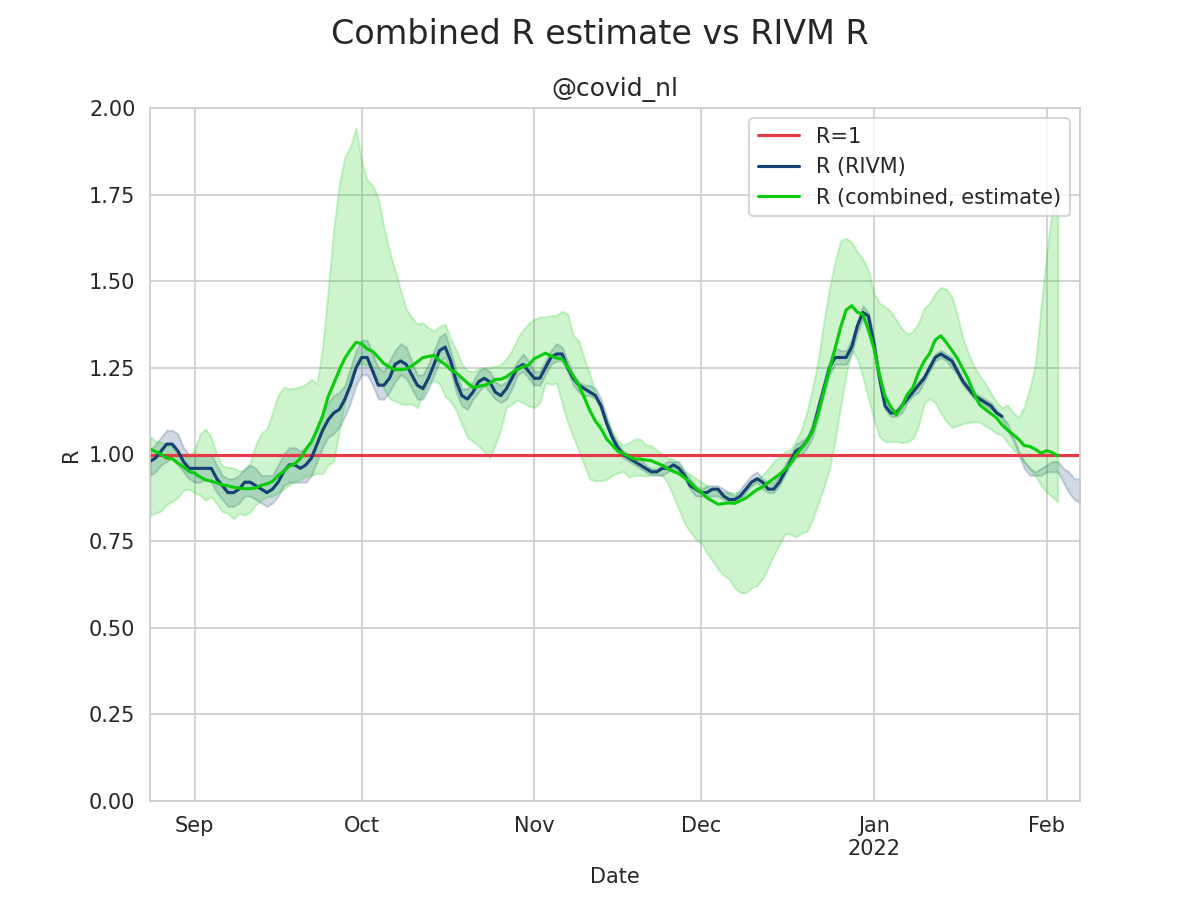 Combined R estimate vs RIVM R
@covid_nl
R=1
R (RIVM)
R (combined, estimate)
R
2.00
1.75
1.50
1.25
1.00
0.75
0.50
0.25
0.00
Sep
Oct
Nov
Dec
Jan
2022
Feb
Date